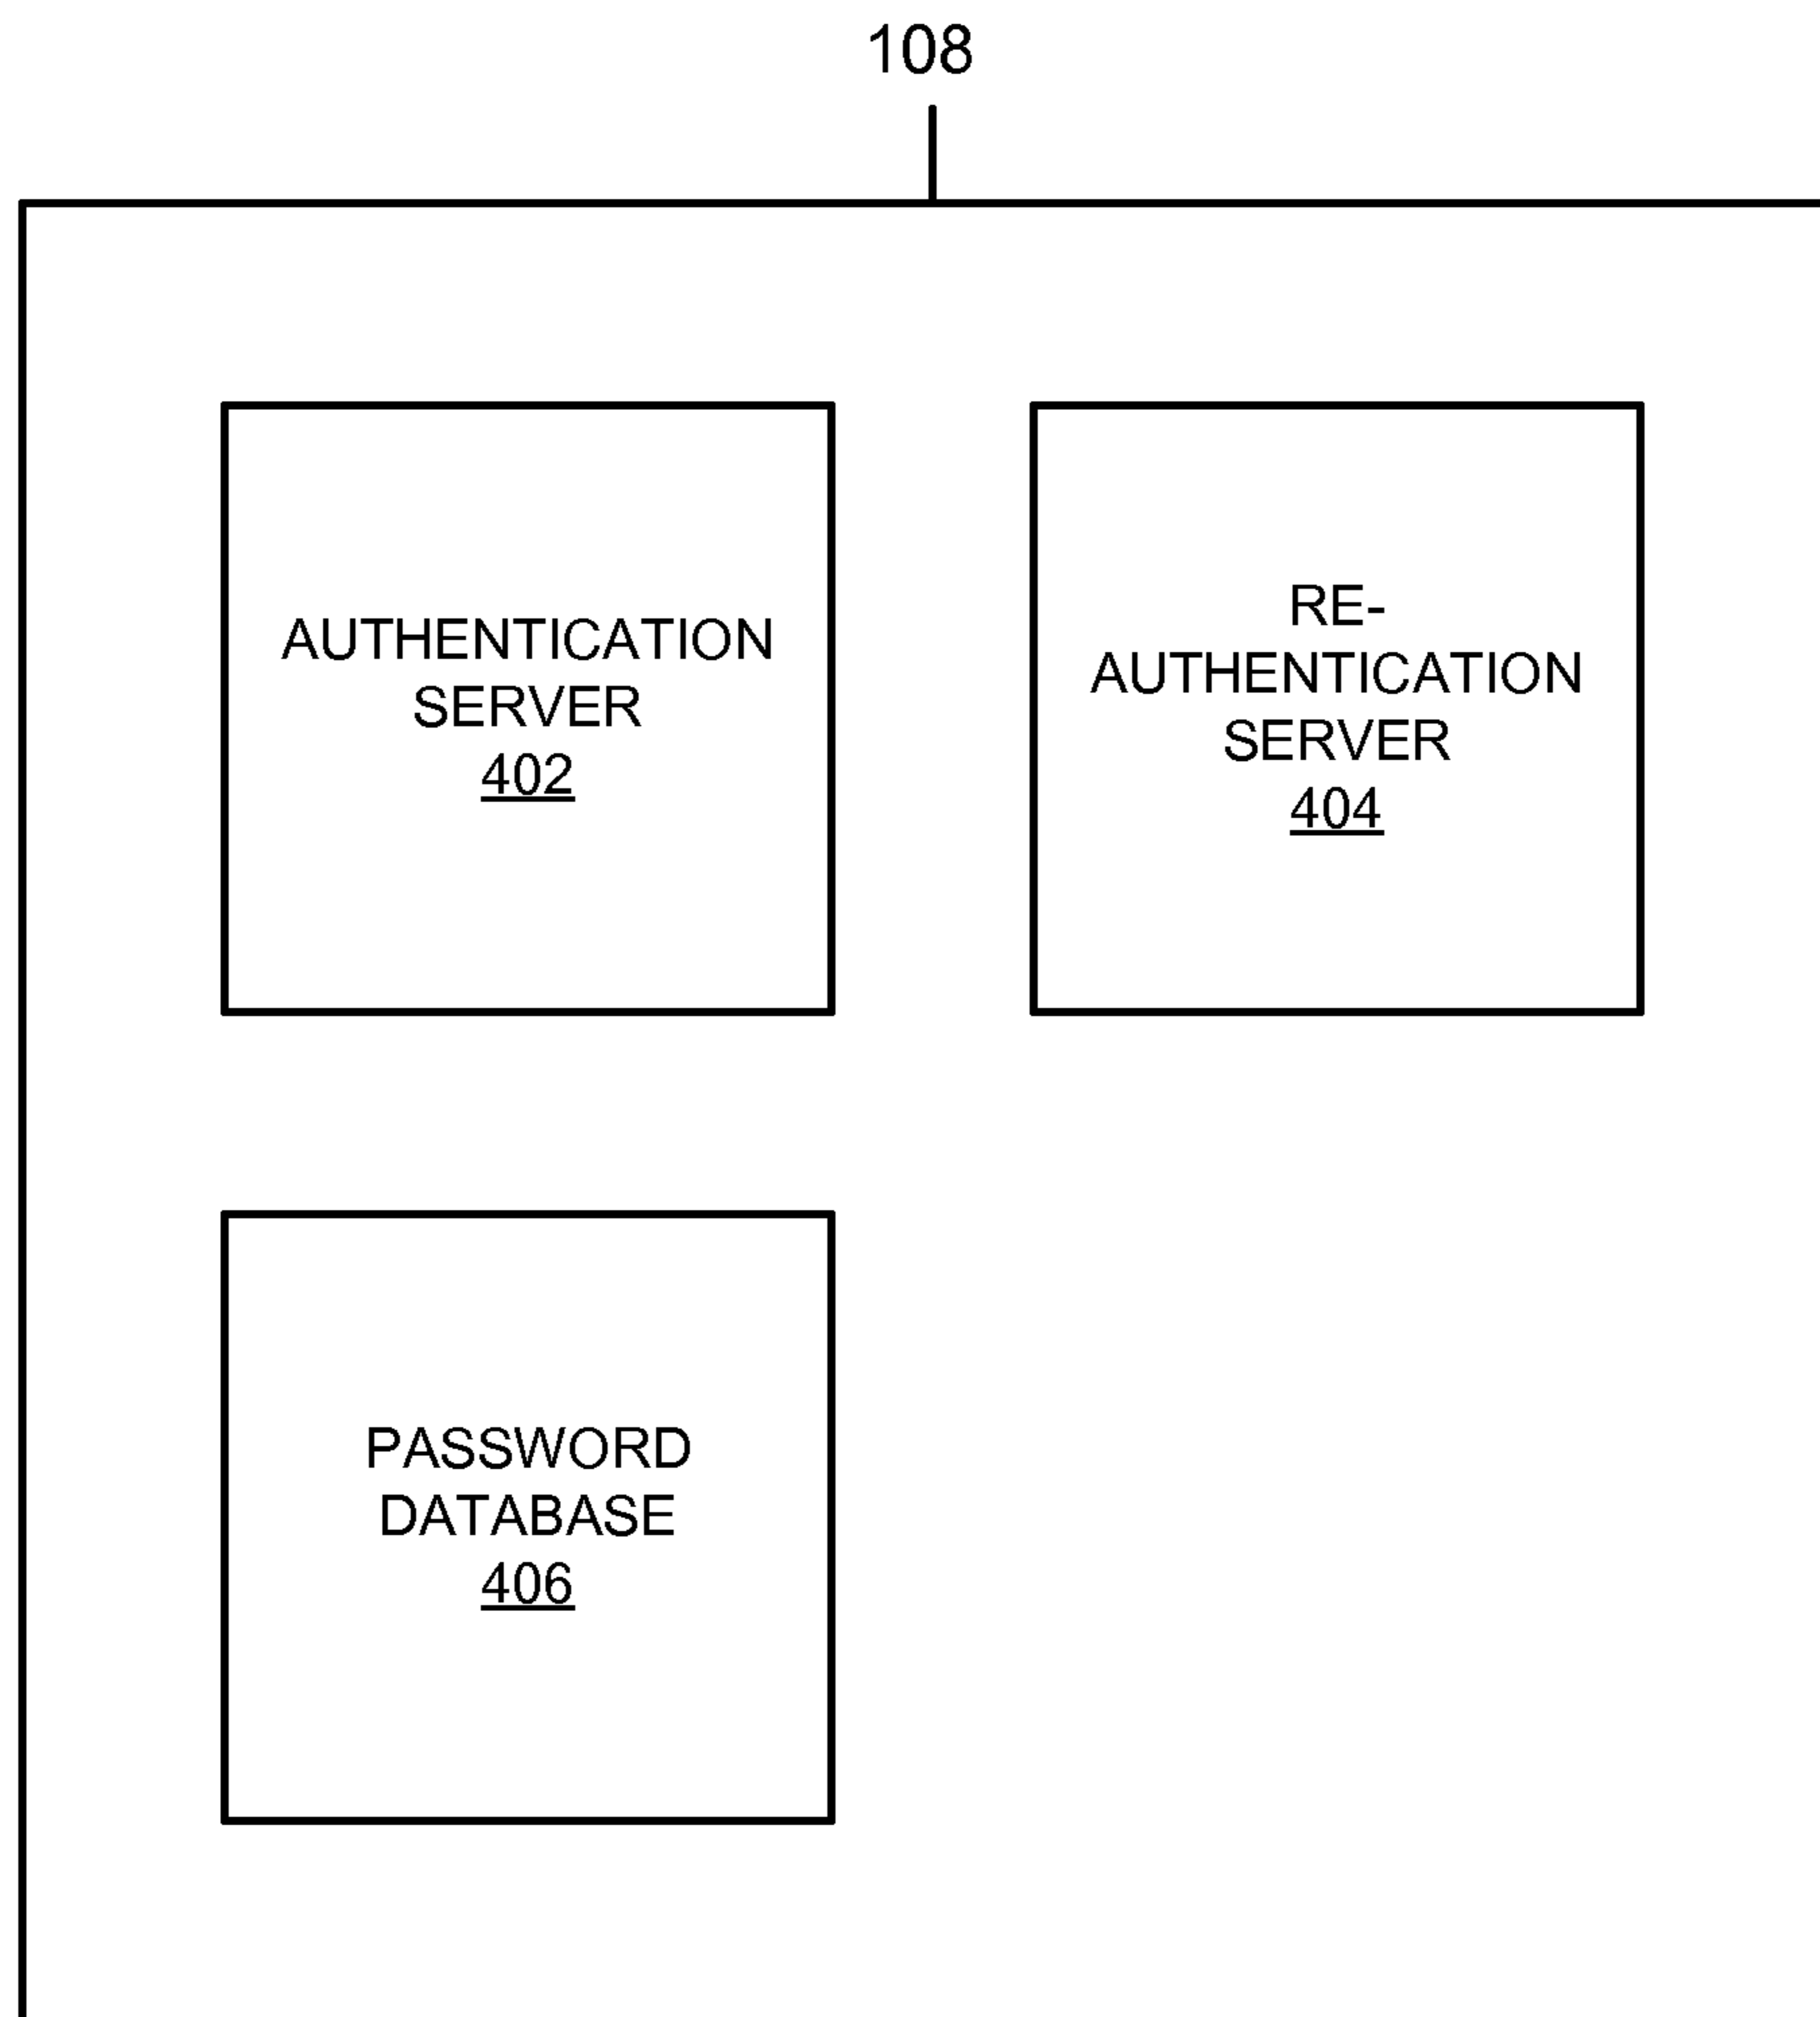 108
AUTHENTICATION
SERVER
402
RE-
AUTHENTICATION
SERVER
404
PASSWORD
DATABASE
406